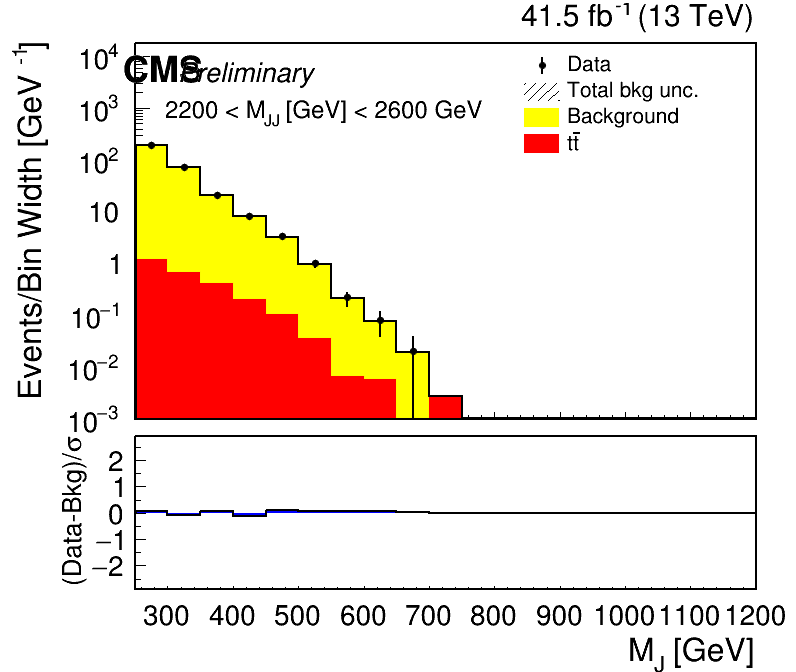 41.5 fb⁻¹ (13 TeV)
CMS Preliminary
2200 < M_JJ [GeV] < 2600 GeV
Data
Total bkg unc.
Background
tt̄
Events/Bin Width [GeV⁻¹]
10⁴
10³
10²
10
1
10⁻¹
10⁻²
10⁻³
(Data-Bkg)/σ
2
1
0
−1
−2
300 400 500 600 700 800 900 1000 1100 1200
M_J [GeV]